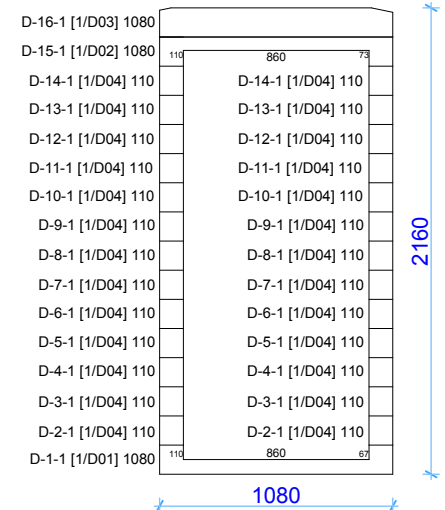 D-16-1 [1/D03] 1080
D-15-1 [1/D02] 1080
110 860 73
D-14-1 [1/D04] 110 D-14-1 [1/D04] 110
D-13-1 [1/D04] 110 D-13-1 [1/D04] 110
D-12-1 [1/D04] 110 D-12-1 [1/D04] 110
D-11-1 [1/D04] 110 D-11-1 [1/D04] 110
D-10-1 [1/D04] 110 D-10-1 [1/D04] 110
D-9-1 [1/D04] 110 D-9-1 [1/D04] 110
D-8-1 [1/D04] 110 D-8-1 [1/D04] 110
D-7-1 [1/D04] 110 D-7-1 [1/D04] 110
D-6-1 [1/D04] 110 D-6-1 [1/D04] 110
D-5-1 [1/D04] 110 D-5-1 [1/D04] 110
D-4-1 [1/D04] 110 D-4-1 [1/D04] 110
D-3-1 [1/D04] 110 D-3-1 [1/D04] 110
D-2-1 [1/D04] 110 D-2-1 [1/D04] 110
D-1-1 [1/D01] 1080 110 860 67
2160
1080